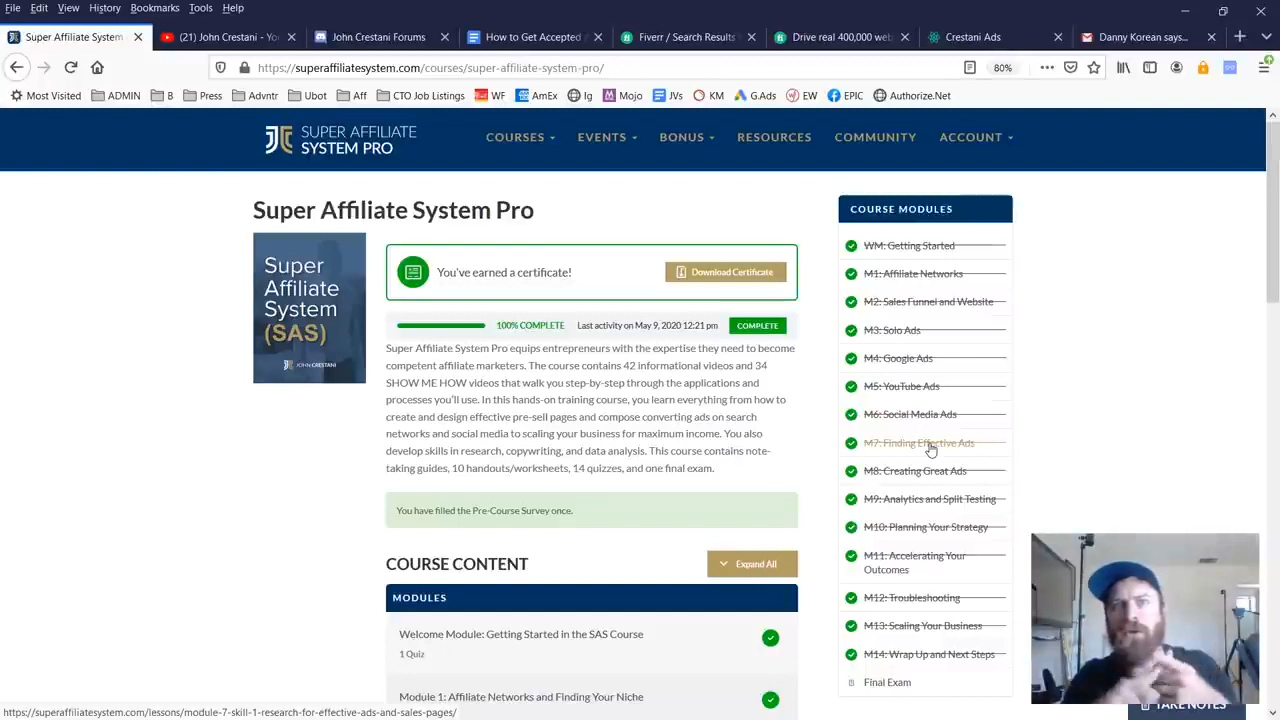 File Edit View History Bookmarks Tools Help
Super Affiliate System
(21) John Crestani - Yo
John Crestani Forums
How to Get Accepted
Fiverr / Search Results
Drive real 400,000 web
Crestani Ads
Danny Korean says...
https://superaffiliatesystem.com/courses/super-affiliate-system-pro/
80%
Most Visited ADMIN B Press Advntr Ubot Aff CTO Job Listings WF AmEx Ig Mojo JVs KM G.Ads EW EPIC Authorize.Net
JC SUPER AFFILIATE
SYSTEM PRO
COURSES EVENTS BONUS RESOURCES COMMUNITY ACCOUNT
Super Affiliate System Pro
Super
Affiliate
System
(SAS)
JOHN CRESTANI
You've earned a certificate!
Download Certificate
100% COMPLETE Last activity on May 9, 2020 12:21 pm COMPLETE
Super Affiliate System Pro equips entrepreneurs with the expertise they need to become
competent affiliate marketers. The course contains 42 informational videos and 34
SHOW ME HOW videos that walk you step-by-step through the applications and
processes you'll use. In this hands-on training course, you learn everything from how to
create and design effective pre-sell pages and compose converting ads on search
networks and social media to scaling your business for maximum income. You also
develop skills in research, copywriting, and data analysis. This course contains note-
taking guides, 10 handouts/worksheets, 14 quizzes, and one final exam.
You have filled the Pre-Course Survey once.
COURSE CONTENT
Expand All
MODULES
Welcome Module: Getting Started in the SAS Course
1 Quiz
Module 1: Affiliate Networks and Finding Your Niche
COURSE MODULES
WM: Getting Started
M1: Affiliate Networks
M2: Sales Funnel and Website
M3: Solo Ads
M4: Google Ads
M5: YouTube Ads
M6: Social Media Ads
M7: Finding Effective Ads
M8: Creating Great Ads
M9: Analytics and Split Testing
M10: Planning Your Strategy
M11: Accelerating Your
Outcomes
M12: Troubleshooting
M13: Scaling Your Business
M14: Wrap Up and Next Steps
Final Exam
TAKE NOTES
https://superaffiliatesystem.com/lessons/module-7-skill-1-research-for-effective-ads-and-sales-pages/